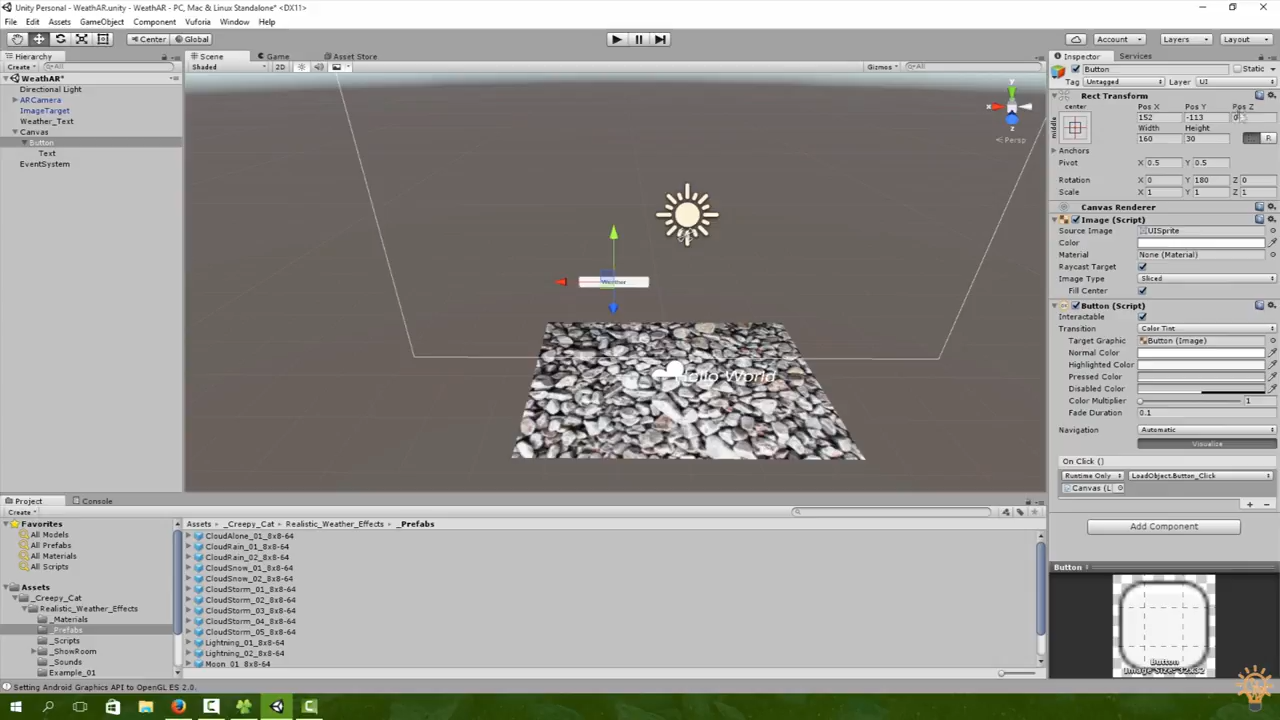 Unity Personal - WeathAR.unity - WeathAR - PC, Mac & Linux Standalone* <DX11>
File Edit Assets GameObject Component Vuforia Window Help
Center Global Account Layers Layout
Hierarchy Scene Game Asset Store Inspector Services
Create All Shaded 2D Gizmos All Button Static
WeathAR*
Tag Untagged Layer UI
Directional Light
ARCamera
ImageTarget
Weather_Text
Canvas
Button
Text
EventSystem
y
x
z
Persp
Weather
Hello World
Rect Transform
center
middle
Pos X Pos Y Pos Z
152 -113 0
Width Height
160 30
R
Anchors
Pivot X 0.5 Y 0.5
Rotation X 0 Y 180 Z 0
Scale X 1 Y 1 Z 1
Canvas Renderer
Image (Script)
Source Image UISprite
Color
Material None (Material)
Raycast Target
Image Type Sliced
Fill Center
Button (Script)
Interactable
Transition Color Tint
Target Graphic Button (Image)
Normal Color
Highlighted Color
Pressed Color
Disabled Color
Color Multiplier 1
Fade Duration 0.1
Navigation Automatic
Visualize
On Click ()
Runtime Only LoadObject.Button_Click
Canvas (L
Add Component
Button
Button
Image Size: 32x32
Project Console
Create
Favorites
All Models
All Prefabs
All Materials
All Scripts
Assets
_Creepy_Cat
Realistic_Weather_Effects
_Materials
_Prefabs
_Scripts
_ShowRoom
_Sounds
Example_01
Assets _Creepy_Cat Realistic_Weather_Effects _Prefabs
CloudAlone_01_8x8-64
CloudRain_01_8x8-64
CloudRain_02_8x8-64
CloudSnow_01_8x8-64
CloudSnow_02_8x8-64
CloudStorm_01_8x8-64
CloudStorm_02_8x8-64
CloudStorm_03_8x8-64
CloudStorm_04_8x8-64
CloudStorm_05_8x8-64
Lightning_01_8x8-64
Lightning_02_8x8-64
Moon_01_8x8-64
Setting Android Graphics API to OpenGL ES 2.0.